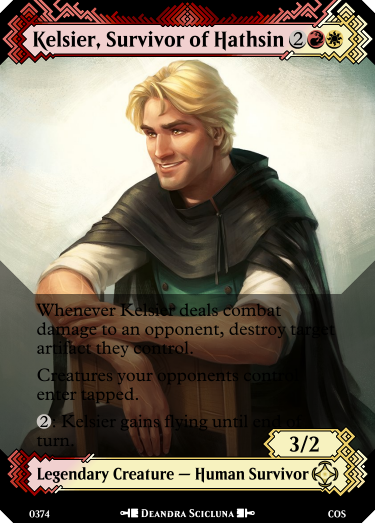 Kelsier, Survivor of Hathsin 2
Whenever Kelsier deals combat
damage to an opponent, destroy target
artifact they control.
Creatures your opponents control
enter tapped.
2: Kelsier gains flying until end of
turn.
3/2
Legendary Creature — Human Survivor
0374 Deandra Scicluna COS